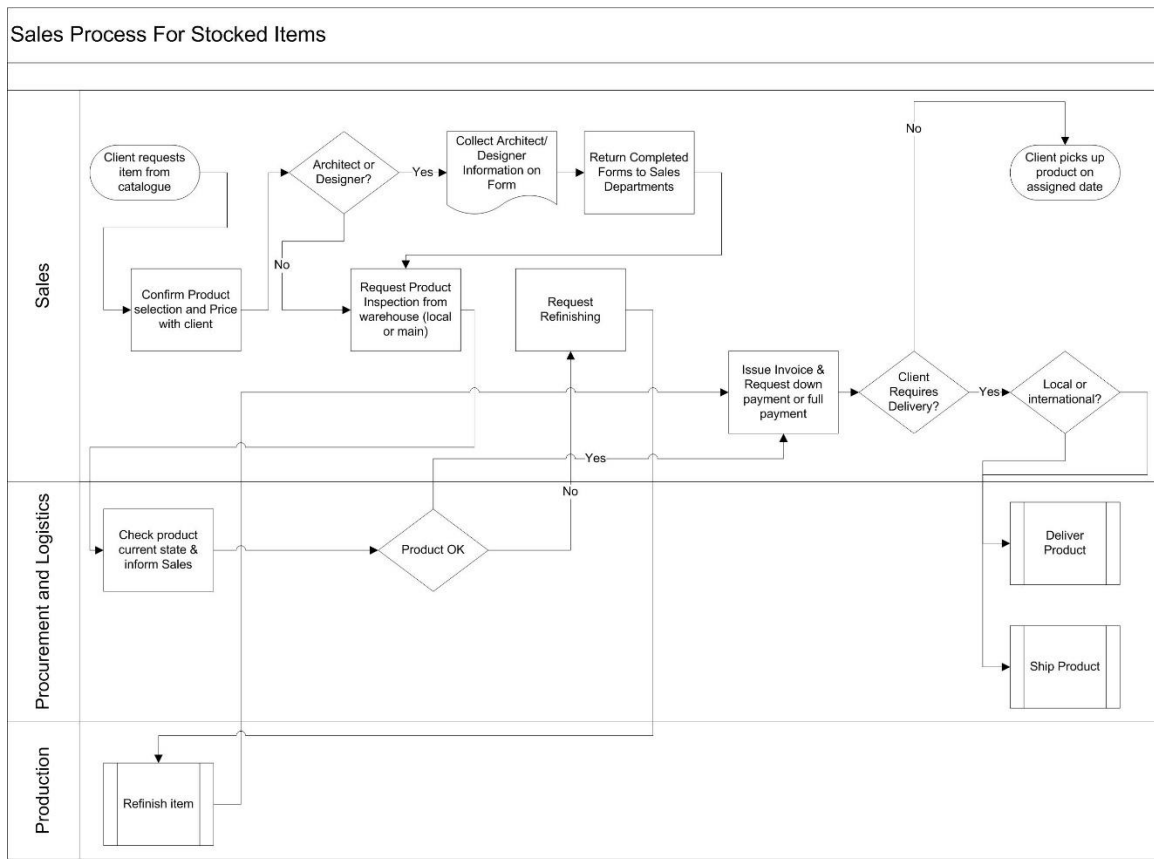 Sales Process For Stocked Items
Sales
Client requests
item from
catalogue
Architect or
Designer?
Yes
Collect Architect/
Designer
Information on
Form
Return Completed
Forms to Sales
Departments
No
Client picks up
product on
assigned date
No
Confirm Product
selection and Price
with client
Request Product
Inspection from
warehouse (local
or main)
Request
Refinishing
Issue Invoice &
Request down
payment or full
payment
Client
Requires
Delivery?
Yes
Local or
international?
Yes
No
Procurement and Logistics
Check product
current state &
inform Sales
Product OK
Deliver
Product
Ship Product
Production
Refinish item